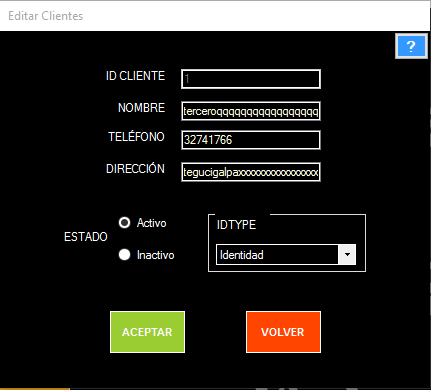 Editar Clientes
?
ID CLIENTE 1
NOMBRE terceroqqqqqqqqqqqqqqqqq
TELÉFONO 32741766
DIRECCIÓN tegucigalpaxxxxxxxxxxxxxxx
ESTADO
Activo
Inactivo
IDTYPE
Identidad
ACEPTAR VOLVER